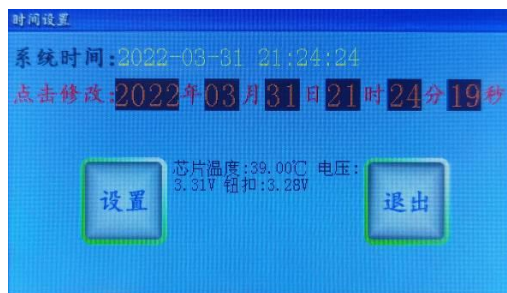 时间设置
系统时间:2022-03-31 21:24:24
点击修改:2022年03月31日21时24分19秒
芯片温度:39.00℃ 电压:
3.31V 钮扣:3.28V
设置
退出